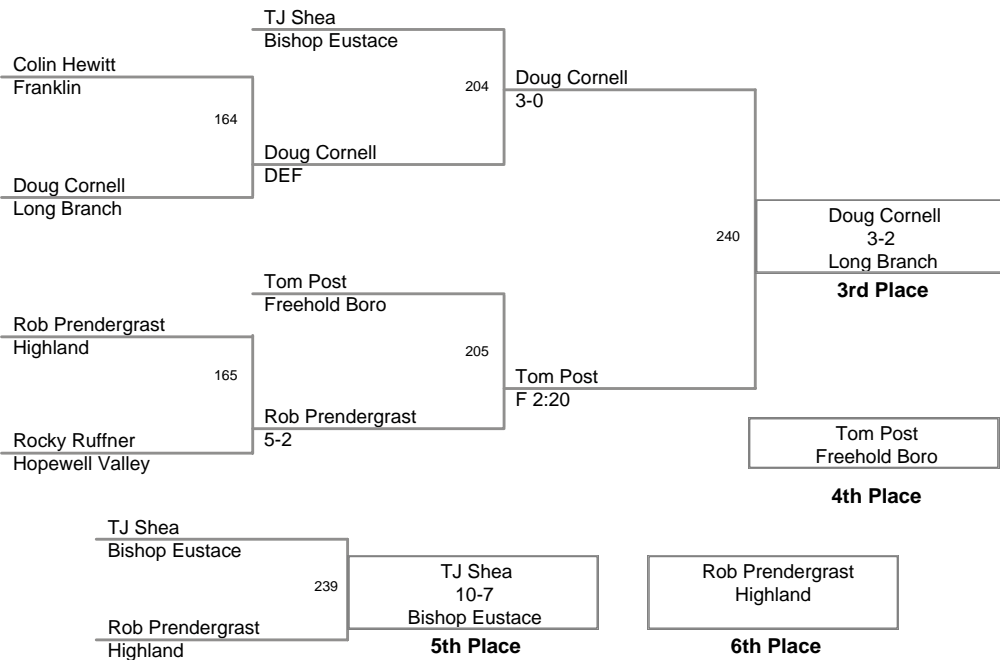 TJ Shea
Bishop Eustace
Colin Hewitt
Franklin
204
Doug Cornell
3-0
164
Doug Cornell
DEF
Doug Cornell
Long Branch
240
Doug Cornell
3-2
Long Branch
3rd Place
Tom Post
Freehold Boro
Rob Prendergrast
Highland
205
165
Tom Post
F 2:20
Rob Prendergrast
5-2
Rocky Ruffner
Hopewell Valley
Tom Post
Freehold Boro
4th Place
TJ Shea
Bishop Eustace
239
TJ Shea
10-7
Bishop Eustace
5th Place
Rob Prendergrast
Highland
6th Place
Rob Prendergrast
Highland